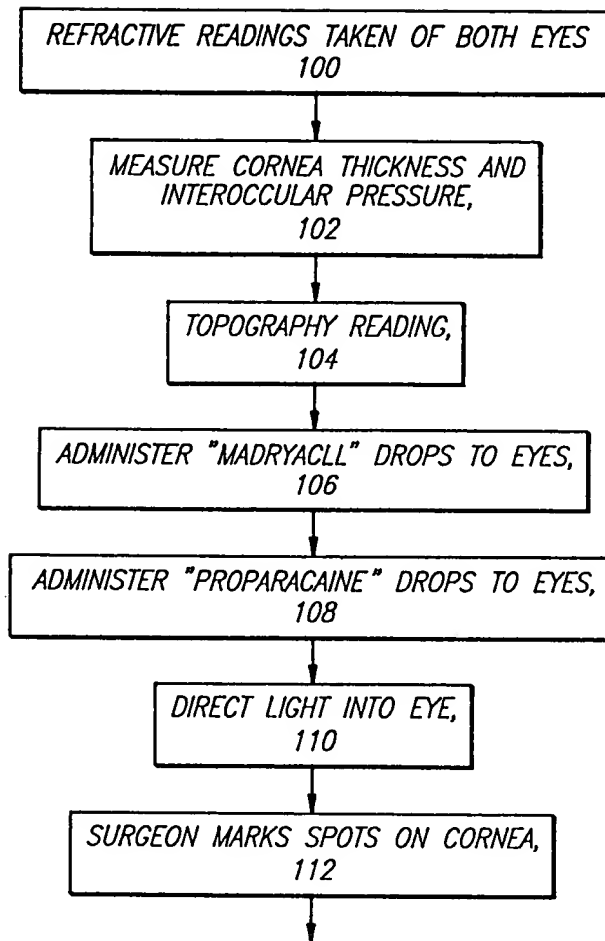 REFRACTIVE READINGS TAKEN OF BOTH EYES
100
MEASURE CORNEA THICKNESS AND
INTEROCCULAR PRESSURE,
102
TOPOGRAPHY READING,
104
ADMINISTER "MADRYACLL" DROPS TO EYES,
106
ADMINISTER "PROPARACAINE" DROPS TO EYES,
108
DIRECT LIGHT INTO EYE,
110
SURGEON MARKS SPOTS ON CORNEA,
112